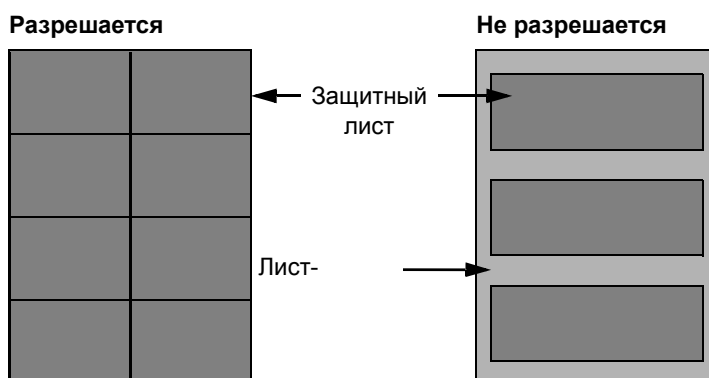 Разрешается
Не разрешается
Защитный
лист
Лист-